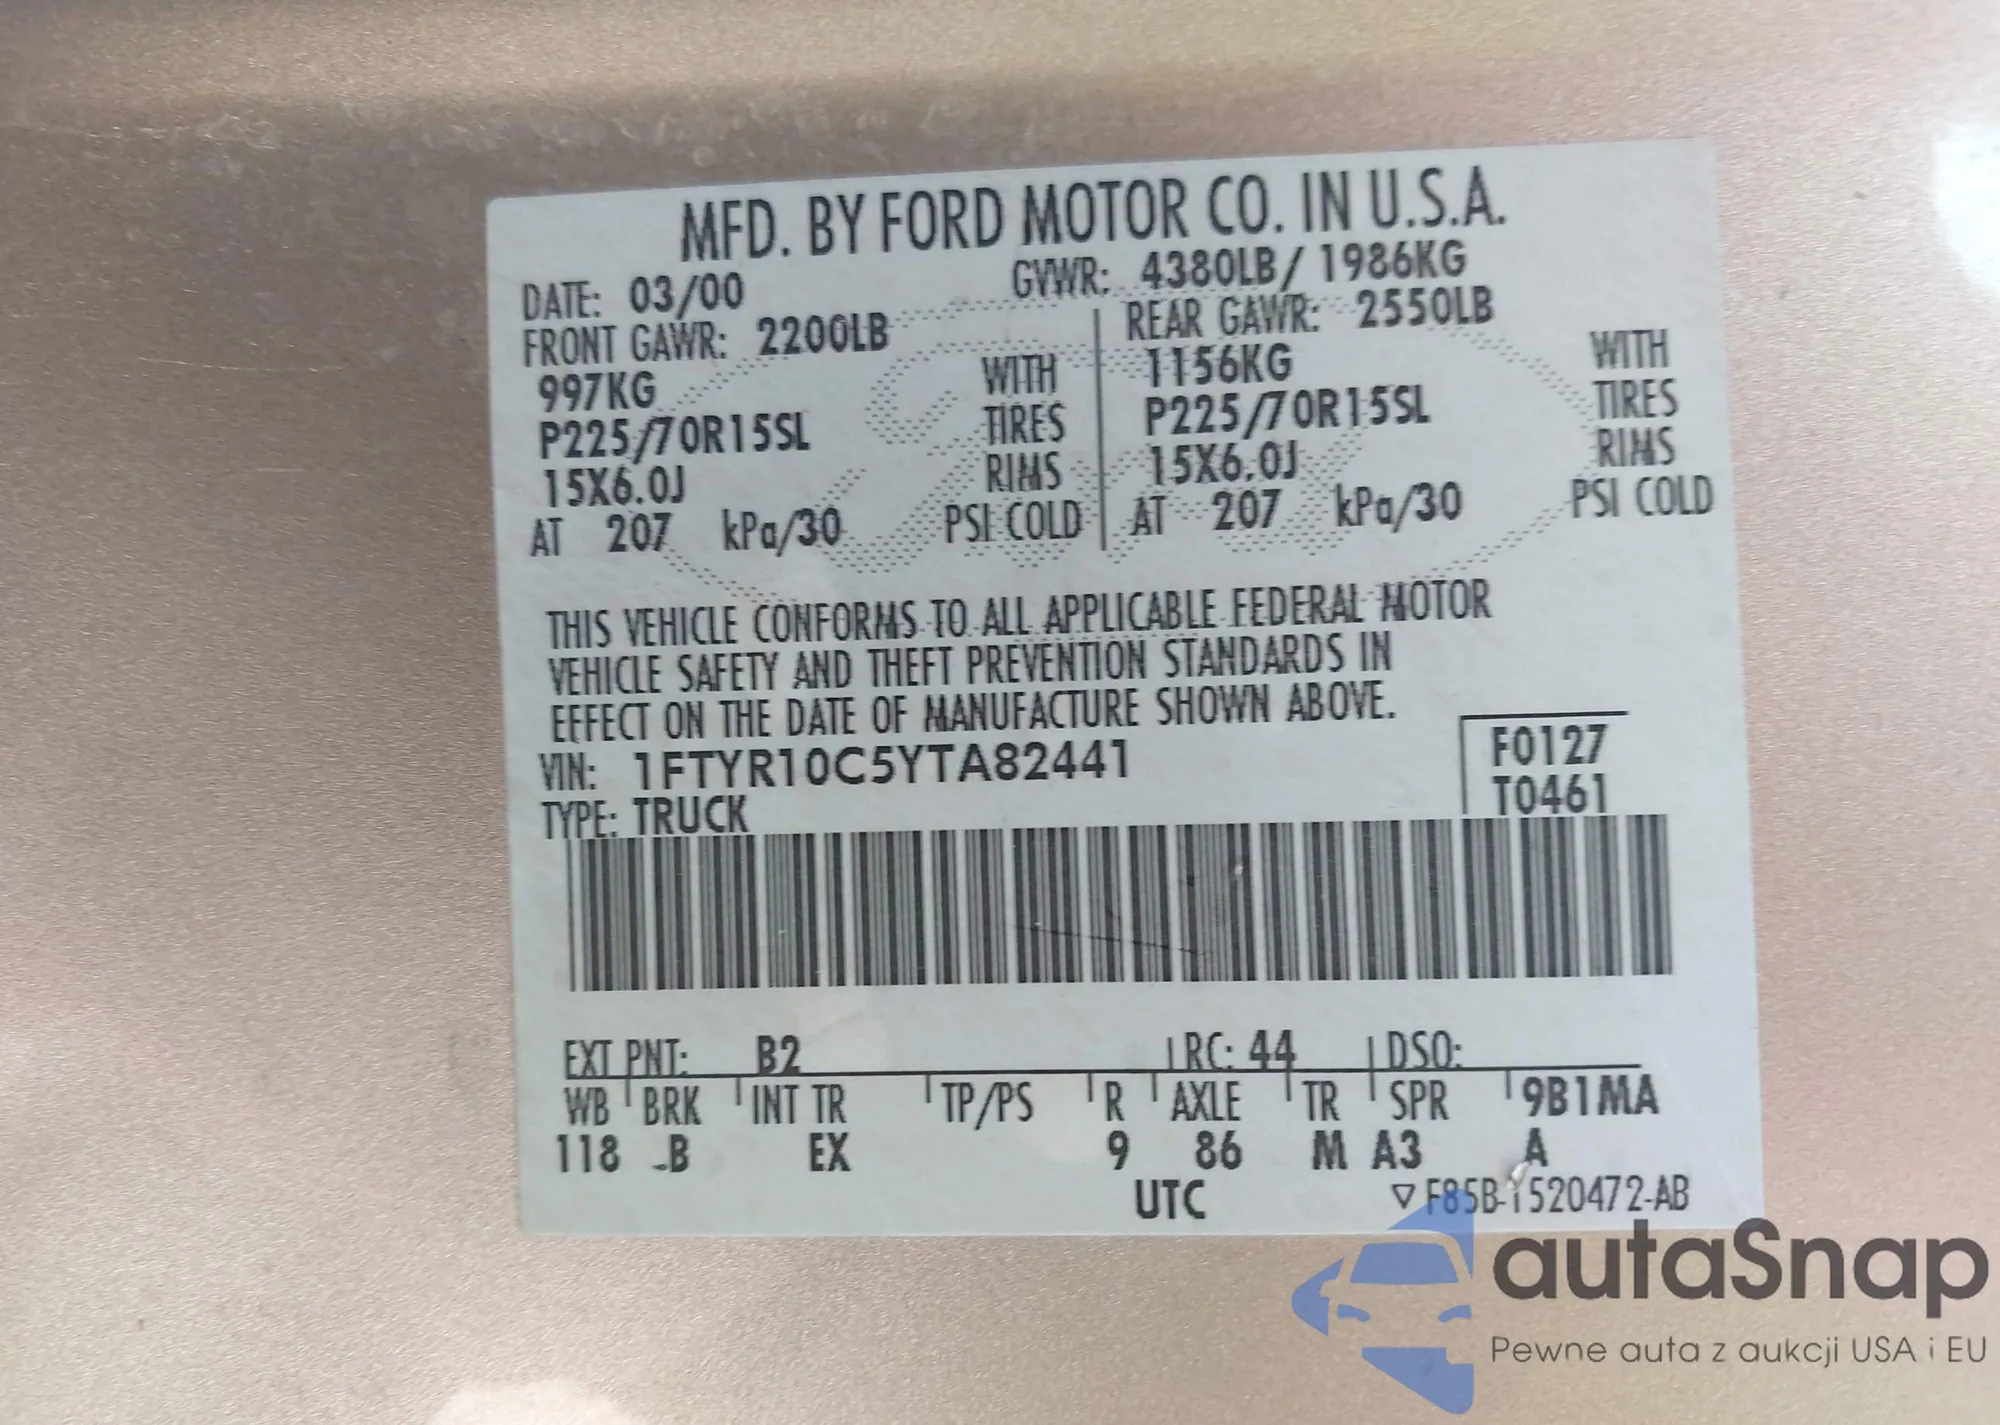 MFD. BY FORD MOTOR CO. IN U.S.A.
DATE: 03/00 GVWR: 4380LB/ 1986KG
FRONT GAWR: 2200LB REAR GAWR: 2550LB
997KG WITH 1156KG WITH
P225/70R15SL TIRES P225/70R15SL TIRES
15X6.0J RIMS 15X6.0J RIMS
AT 207 kPa/30 PSI COLD AT 207 kPa/30 PSI COLD
THIS VEHICLE CONFORMS TO ALL APPLICABLE FEDERAL MOTOR
VEHICLE SAFETY AND THEFT PREVENTION STANDARDS IN
EFFECT ON THE DATE OF MANUFACTURE SHOWN ABOVE.
VIN: 1FTYR10C5YTA82441 F0127
TYPE: TRUCK T0461
EXT PNT: B2 RC: 44 DSO:
WB BRK INT TR TP/PS R AXLE TR SPR 9B1MA
118 -B EX 9 86 M A3 A
UTC ▽ F85B-1520472-AB
autaSnap
Pewne auta z aukcji USA i EU